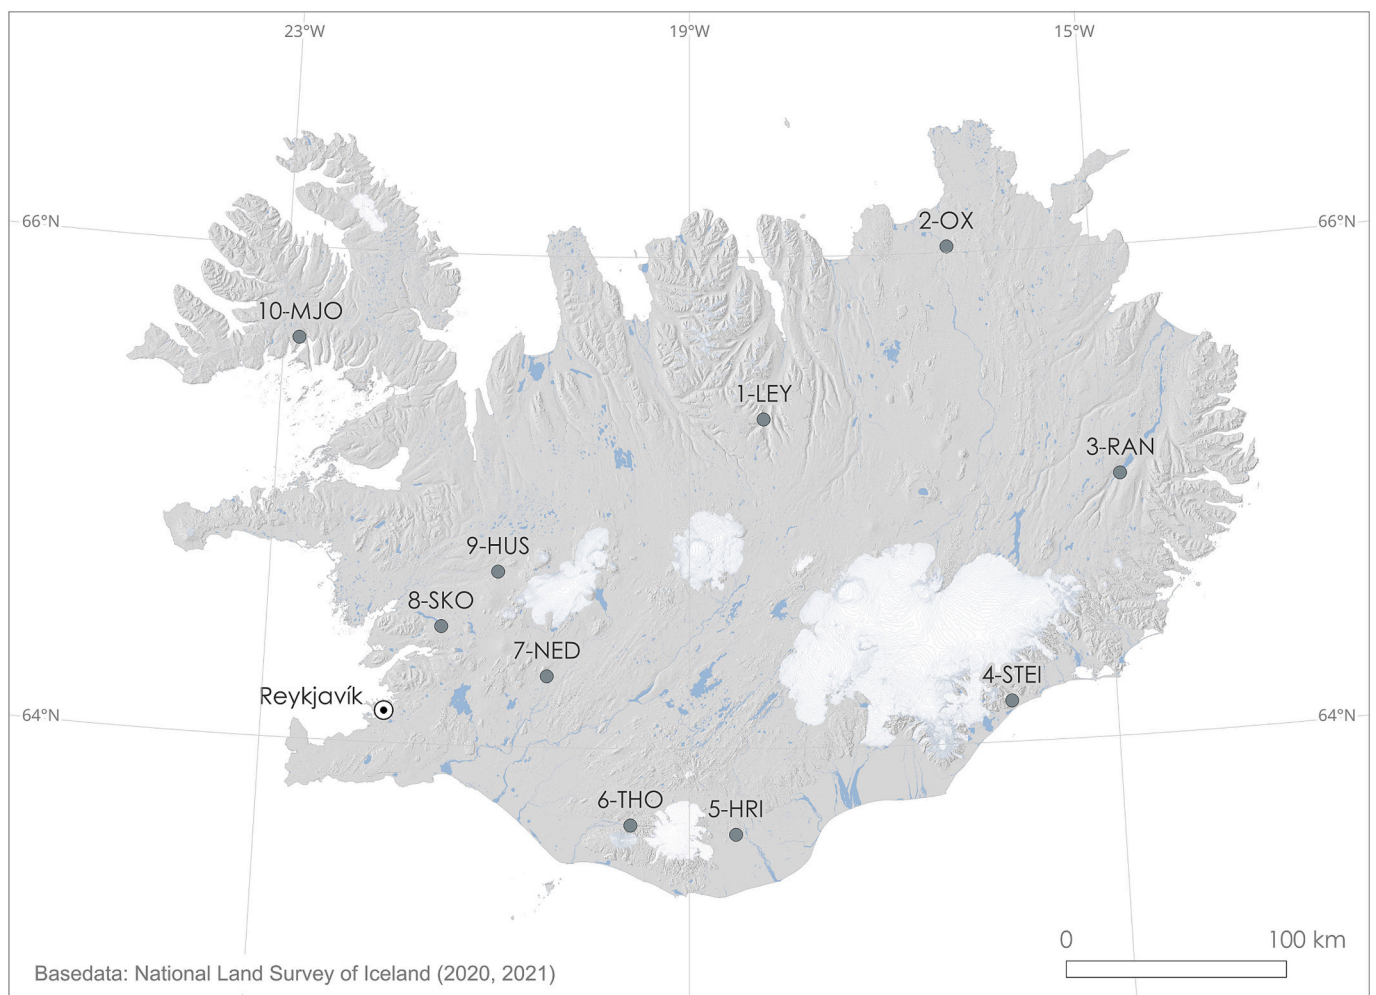 23°W 19°W 15°W
66°N 66°N
2-OX
10-MJO
1-LEY
3-RAN
9-HUS
8-SKO
7-NED
4-STEI
Reykjavík
64°N 64°N
6-THO 5-HRI
0 100 km
Basedata: National Land Survey of Iceland (2020, 2021)